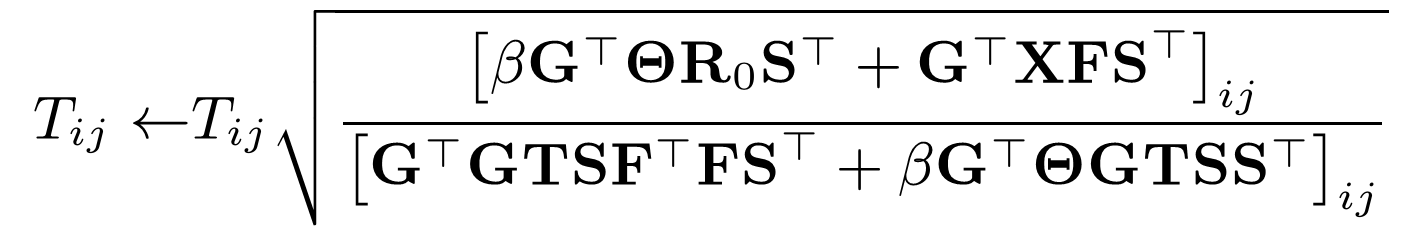 $T_{ij} \leftarrow T_{ij} \sqrt{\frac{\left[\beta \mathbf{G}^\top \mathbf{\Theta} \mathbf{R}_0 \mathbf{S}^\top + \mathbf{G}^\top \mathbf{X} \mathbf{F} \mathbf{S}^\top\right]_{ij}}{\left[\mathbf{G}^\top \mathbf{G} \mathbf{T} \mathbf{S} \mathbf{F}^\top \mathbf{F} \mathbf{S}^\top + \beta \mathbf{G}^\top \mathbf{\Theta} \mathbf{G} \mathbf{T} \mathbf{S} \mathbf{S}^\top\right]_{ij}}}$